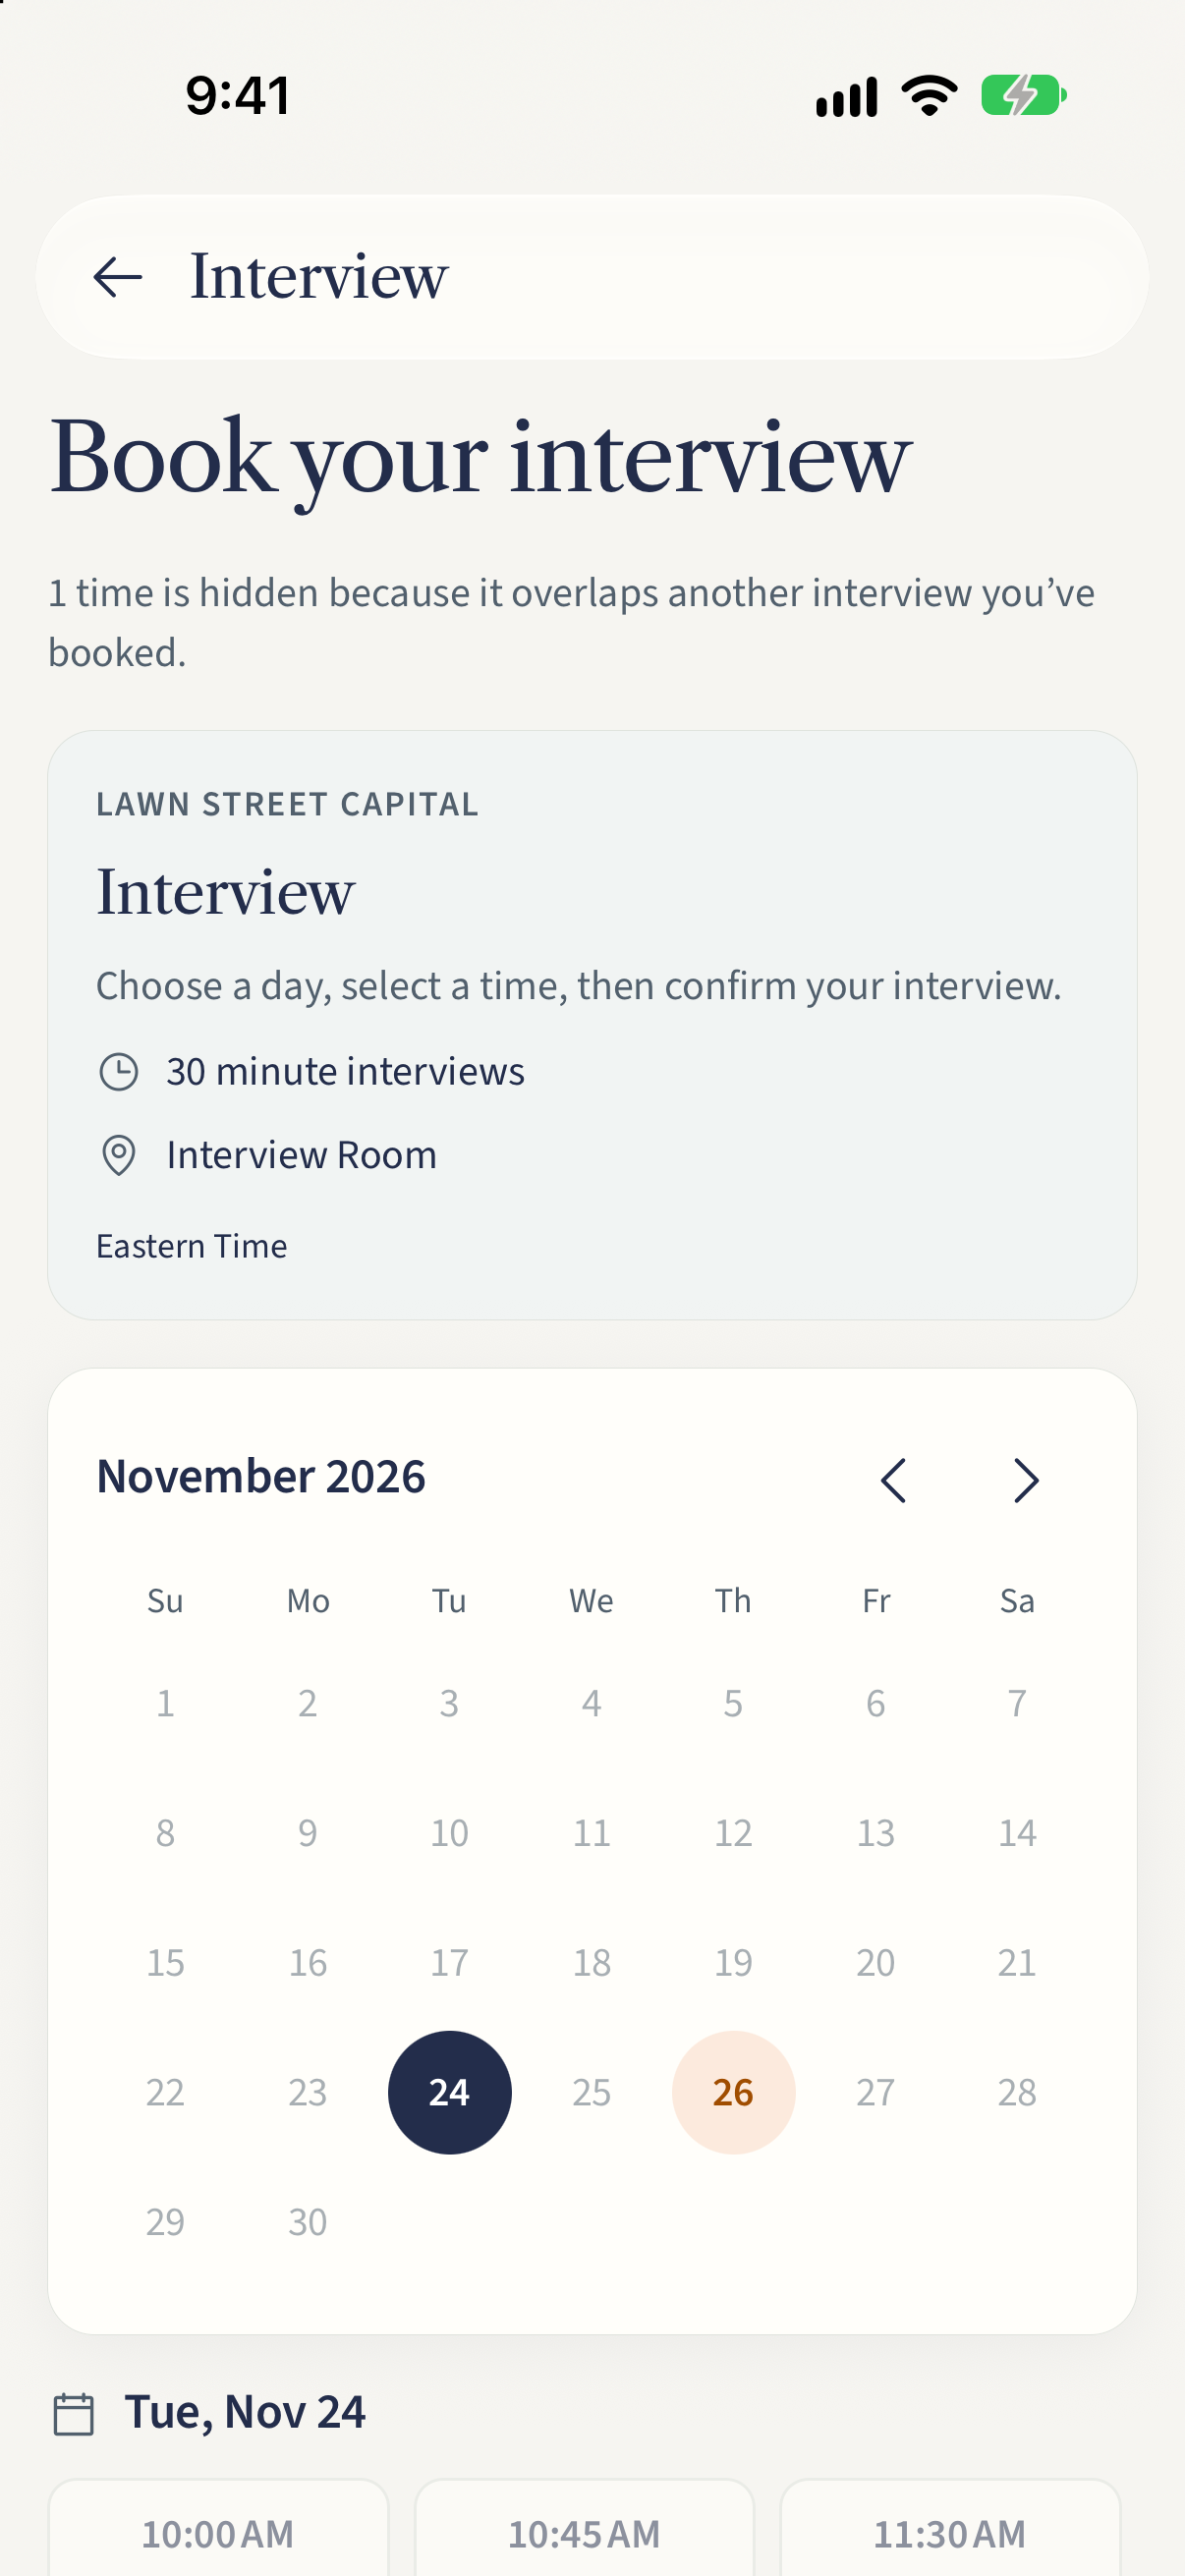 9:41
Interview
Book your interview
1 time is hidden because it overlaps another interview you’ve
booked.
LAWN STREET CAPITAL
Interview
Choose a day, select a time, then confirm your interview.
30 minute interviews
Interview Room
Eastern Time
November 2026
Su Mo Tu We Th Fr Sa
1 2 3 4 5 6 7
8 9 10 11 12 13 14
15 16 17 18 19 20 21
22 23 24 25 26 27 28
29 30
Tue, Nov 24
10:00 AM 10:45 AM 11:30 AM